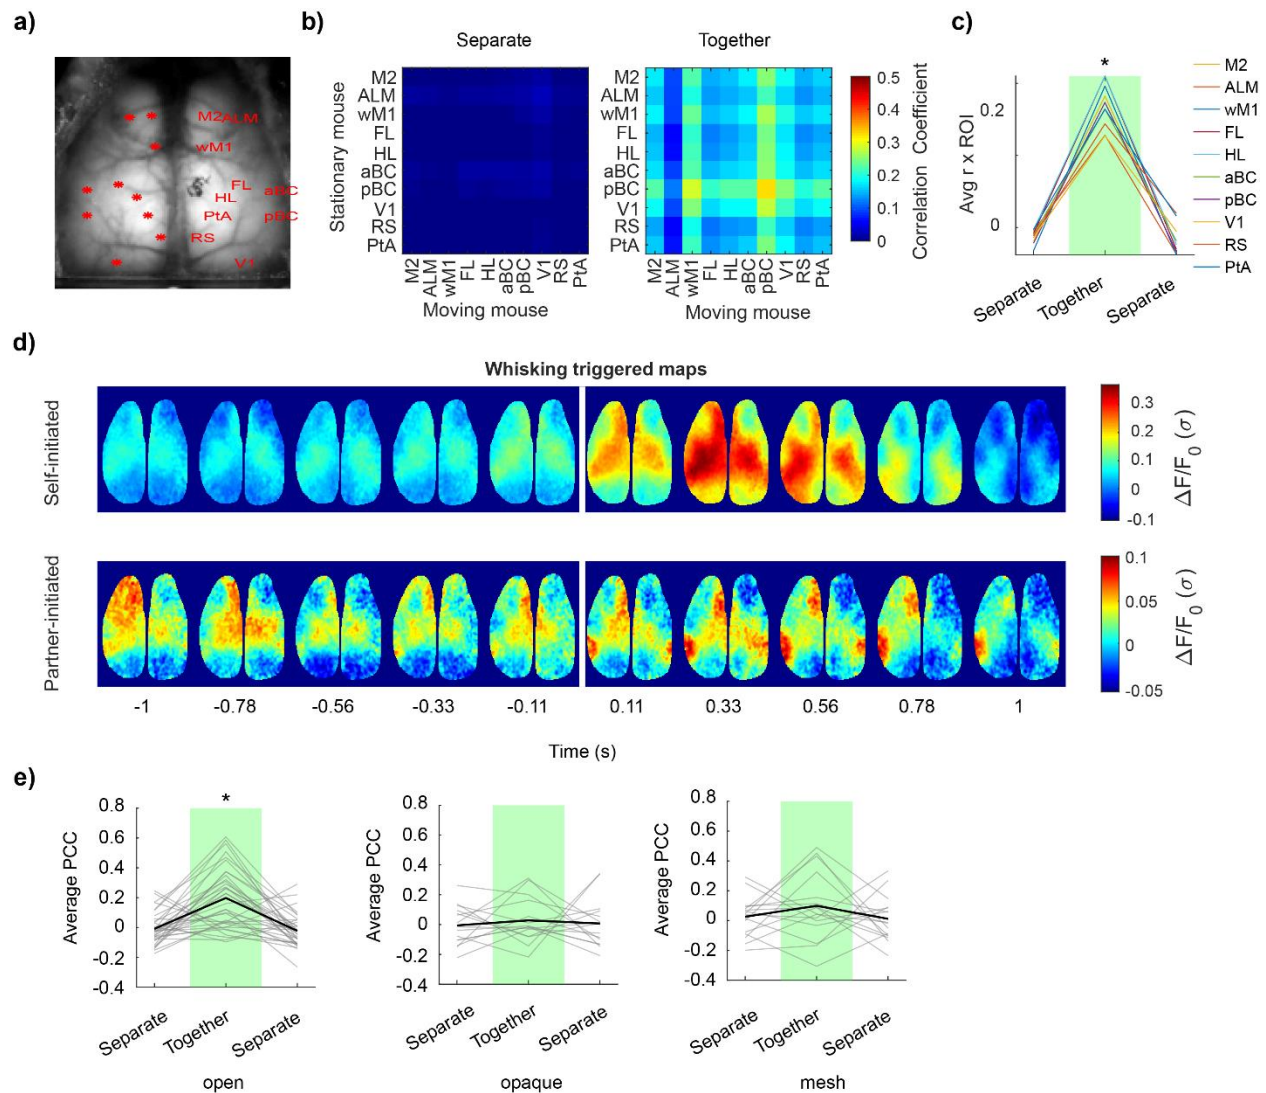 a)
M2ALM
wM1
FL
aBC
HL
PtA
pBC
RS
V1
b)
Separate
Together
Stationary mouse
M2
ALM
wM1
FL
HL
aBC
pBC
V1
RS
PtA
M2
ALM
wM1
FL
HL
aBC
pBC
V1
RS
PtA
Moving mouse
M2
ALM
wM1
FL
HL
aBC
pBC
V1
RS
PtA
M2
ALM
wM1
FL
HL
aBC
pBC
V1
RS
PtA
Moving mouse
0.5
0.4
0.3
0.2
0.1
0
Correlation Coefficient
c)
*
Avg r x ROI
0.2
0
Separate
Together
Separate
M2
ALM
wM1
FL
HL
aBC
pBC
V1
RS
PtA
d)
Whisking triggered maps
Self-initiated
0.3
0.2
0.1
0
-0.1
ΔF/F0 (σ)
Partner-initiated
0.1
0.05
0
-0.05
ΔF/F0 (σ)
-1 -0.78 -0.56 -0.33 -0.11 0.11 0.33 0.56 0.78 1
Time (s)
e)
Average PCC
0.8
0.6
0.4
0.2
0
-0.2
-0.4
*
Separate
Together
Separate
open
Average PCC
0.8
0.6
0.4
0.2
0
-0.2
-0.4
Separate
Together
Separate
opaque
Average PCC
0.8
0.6
0.4
0.2
0
-0.2
-0.4
Separate
Together
Separate
mesh